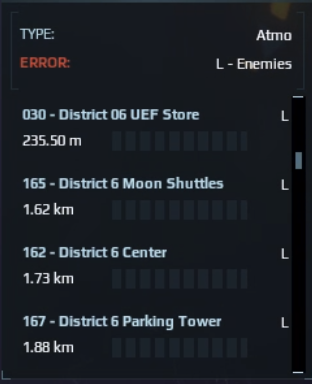 TYPE: Atmo
ERROR: L - Enemies
030 - District 06 UEF Store L
235.50 m
165 - District 6 Moon Shuttles L
1.62 km
162 - District 6 Center L
1.73 km
167 - District 6 Parking Tower L
1.88 km